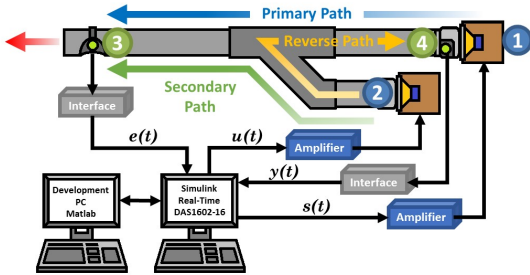 Primary Path
1
3
Reverse Path
4
Secondary
Path
2
Interface
e(t)
u(t)
Amplifier
y(t)
Interface
Development
PC
Matlab
Simulink
Real-Time
DAS1602-16
s(t)
Amplifier